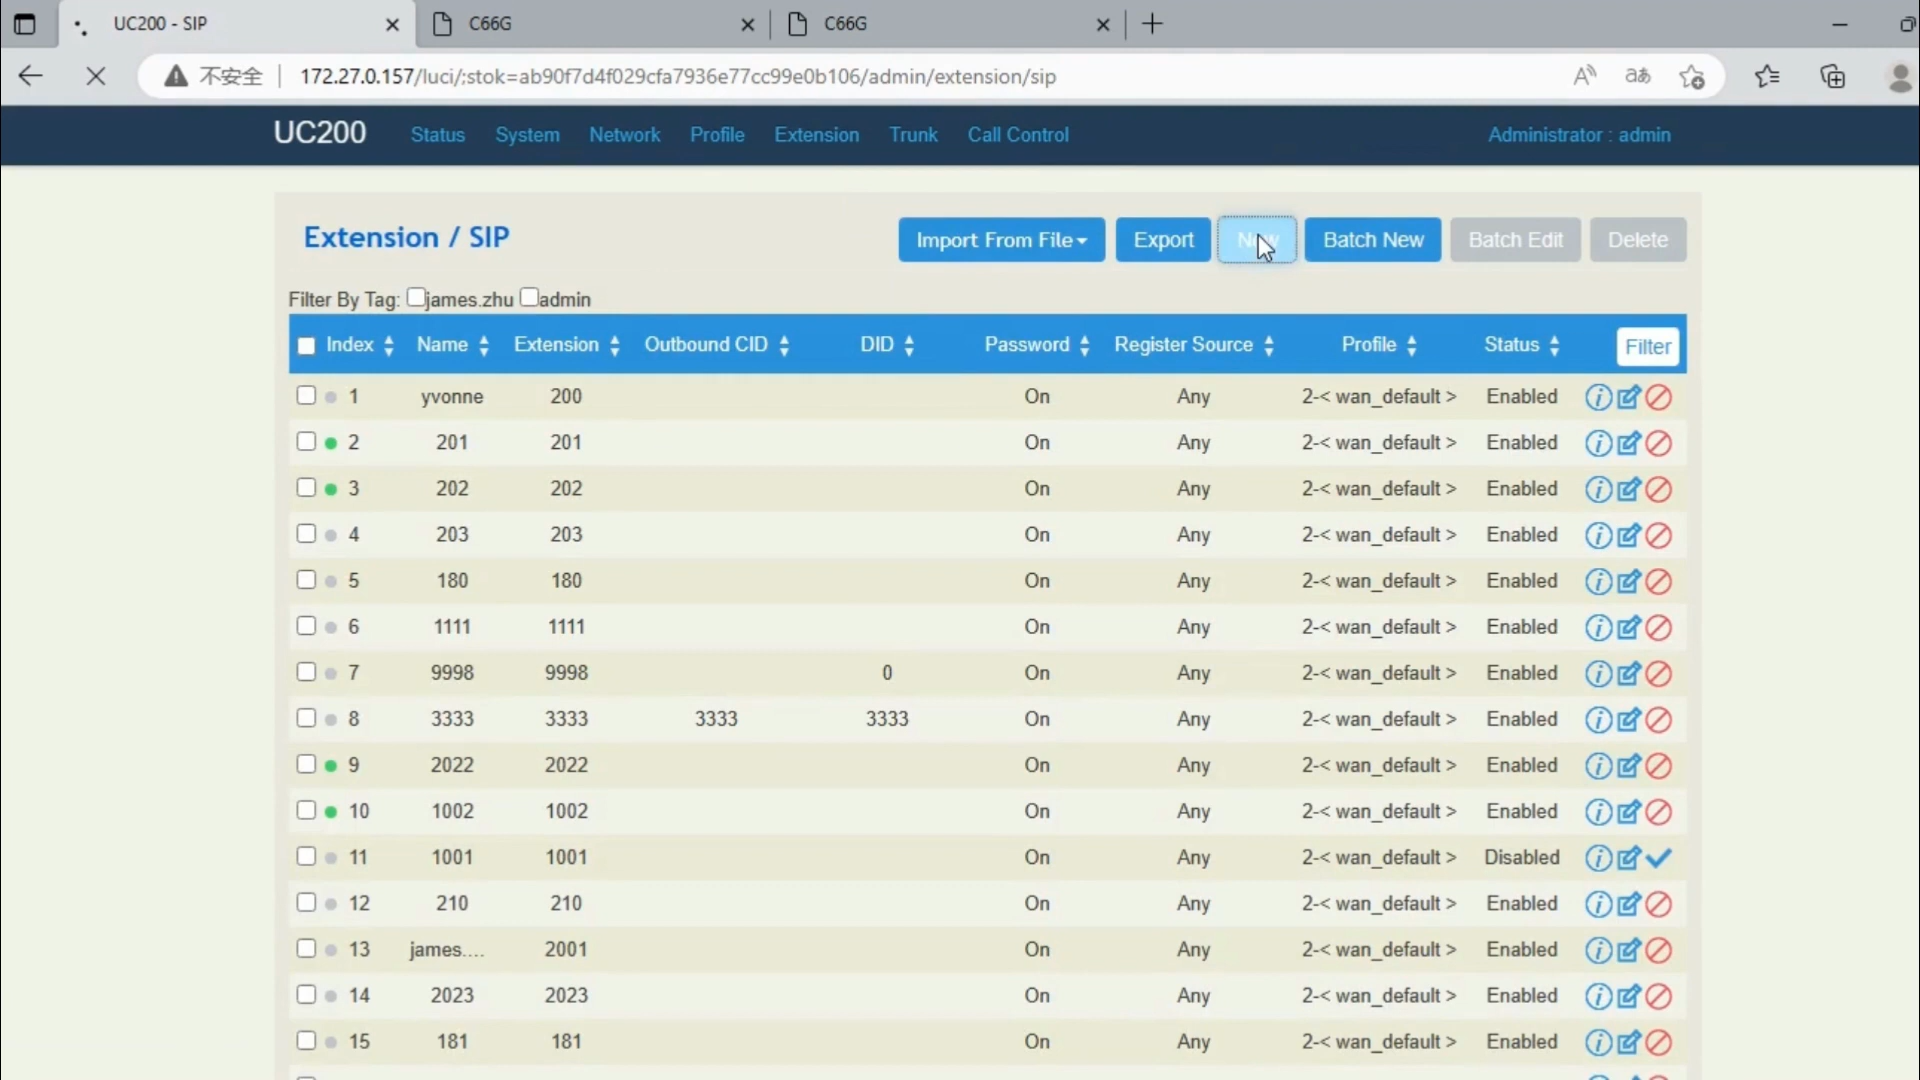 UC200 - SIP
C66G
C66G
不安全
172.27.0.157/luci/;stok=ab90f7d4f029cfa7936e77cc99e0b106/admin/extension/sip
UC200 Status System Network Profile Extension Trunk Call Control Administrator : admin
Extension / SIP
Import From File Export New Batch New Batch Edit Delete
Filter By Tag: james.zhu admin
Index Name Extension Outbound CID DID Password Register Source Profile Status Filter
1 yvonne 200 On Any 2-< wan_default > Enabled
2 201 201 On Any 2-< wan_default > Enabled
3 202 202 On Any 2-< wan_default > Enabled
4 203 203 On Any 2-< wan_default > Enabled
5 180 180 On Any 2-< wan_default > Enabled
6 1111 1111 On Any 2-< wan_default > Enabled
7 9998 9998 0 On Any 2-< wan_default > Enabled
8 3333 3333 3333 3333 On Any 2-< wan_default > Enabled
9 2022 2022 On Any 2-< wan_default > Enabled
10 1002 1002 On Any 2-< wan_default > Enabled
11 1001 1001 On Any 2-< wan_default > Disabled
12 210 210 On Any 2-< wan_default > Enabled
13 james.... 2001 On Any 2-< wan_default > Enabled
14 2023 2023 On Any 2-< wan_default > Enabled
15 181 181 On Any 2-< wan_default > Enabled